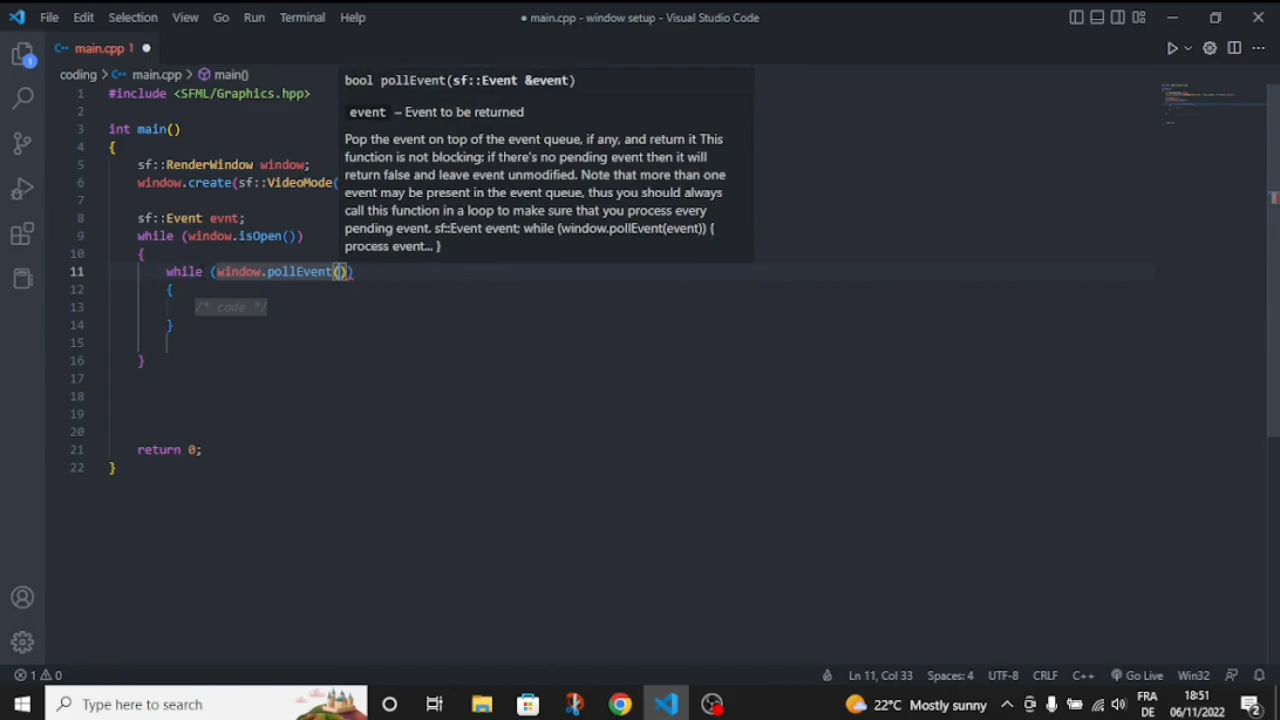 File Edit Selection View Go Run Terminal Help
● main.cpp - window setup - Visual Studio Code
main.cpp 1
coding > main.cpp > main()
1 #include <SFML/Graphics.hpp>
2
3 int main()
4 {
5 sf::RenderWindow window;
6 window.create(sf::VideoMode(
7
8 sf::Event evnt;
9 while (window.isOpen())
10 {
11 while (window.pollEvent())
12 {
13 /* code */
14 }
15
16 }
17
18
19
20
21 return 0;
22 }
bool pollEvent(sf::Event &event)
event – Event to be returned
Pop the event on top of the event queue, if any, and return it This
function is not blocking: if there's no pending event then it will
return false and leave event unmodified. Note that more than one
event may be present in the event queue, thus you should always
call this function in a loop to make sure that you process every
pending event. sf::Event event; while (window.pollEvent(event)) {
process event... }
1
1 0
Ln 11, Col 33 Spaces: 4 UTF-8 CRLF C++ Go Live Win32
Type here to search
22°C Mostly sunny
FRA
DE
18:51
06/11/2022
2